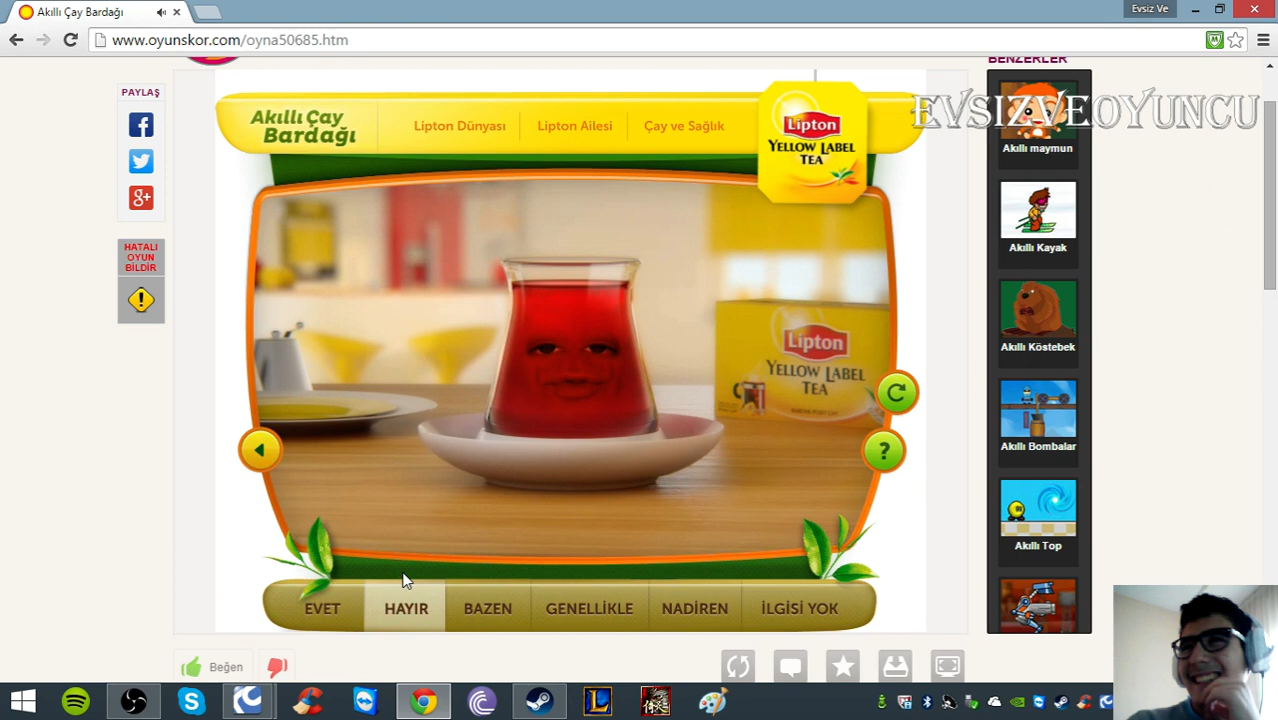 Akıllı Çay Bardağı
Evsiz Ve
www.oyunskor.com/oyna50685.htm
BENZERLER
EVSIZVEOYUNCU
PAYLAŞ
HATALI
OYUN
BİLDİR
Akıllı Çay
Bardağı
Lipton Dünyası
Lipton Ailesi
Çay ve Sağlık
Lipton
YELLOW LABEL
TEA
Lipton
YELLOW LABEL
TEA
?
EVET
HAYIR
BAZEN
GENELLİKLE
NADİREN
İLGİSİ YOK
Beğen
Akıllı maymun
Akıllı Kayak
Akıllı Köstebek
Akıllı Bombalar
Akıllı Top